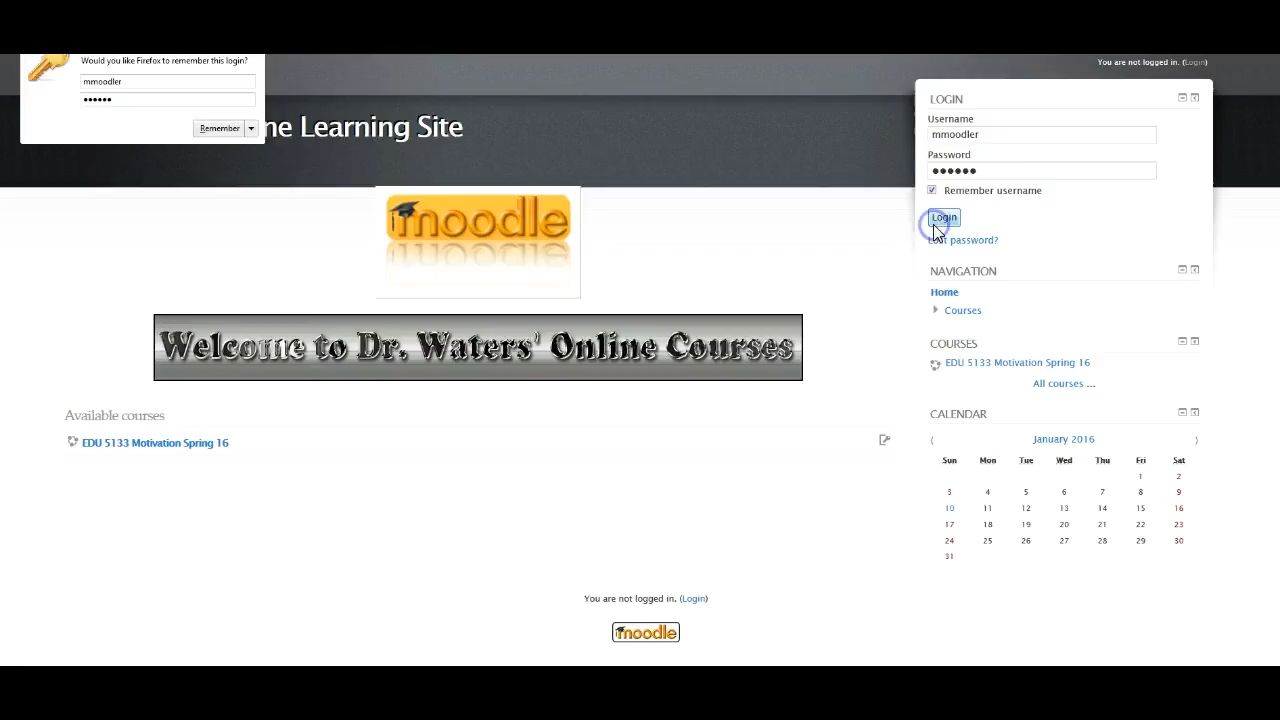 Would you like Firefox to remember this login?
mmoodler
••••••
Remember
ne Learning Site
You are not logged in. (Login)
LOGIN
Username
mmoodler
Password
●●●●●●
Remember username
Login
Lost password?
moodle
NAVIGATION
Home
Courses
Welcome to Dr. Waters' Online Courses
COURSES
EDU 5133 Motivation Spring 16
All courses ...
Available courses
EDU 5133 Motivation Spring 16
CALENDAR
January 2016
Sun Mon Tue Wed Thu Fri Sat
1 2
3 4 5 6 7 8 9
10 11 12 13 14 15 16
17 18 19 20 21 22 23
24 25 26 27 28 29 30
31
You are not logged in. (Login)
moodle